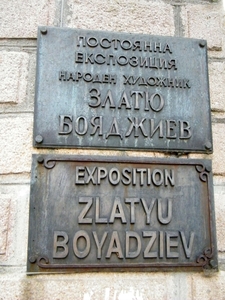 ПОСТОЯННА
ЕКСПОЗИЦИЯ
НАРОДЕН ХУДОЖНИК
ЗЛАТЮ
БОЯДЖИЕВ
EXPOSITION
ZLATYU
BOYADZIEV